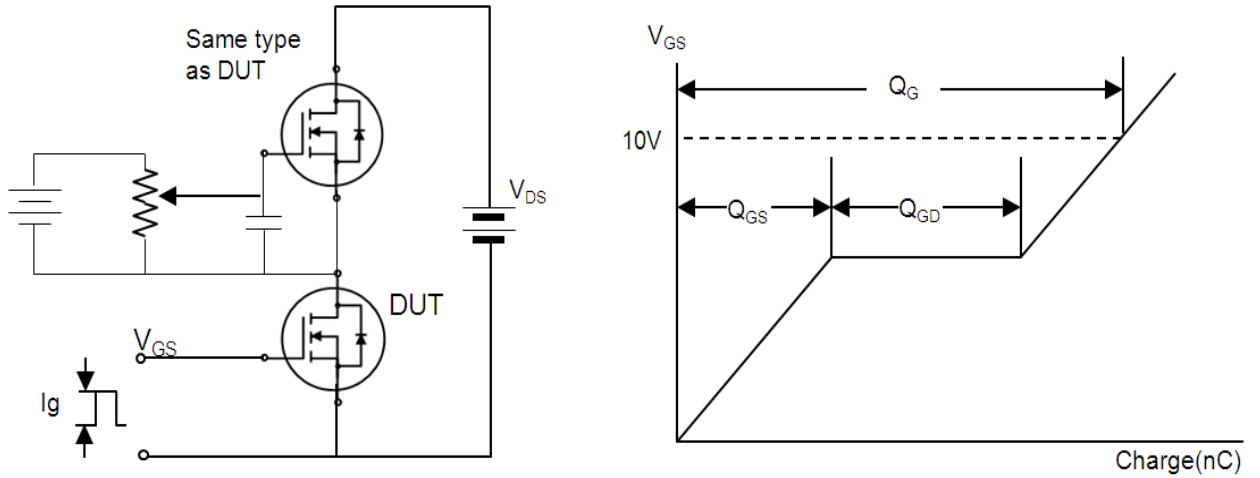 Same type
as DUT
VDS
DUT
VGS
Ig
VGS
QG
10V
QGS
QGD
Charge(nC)